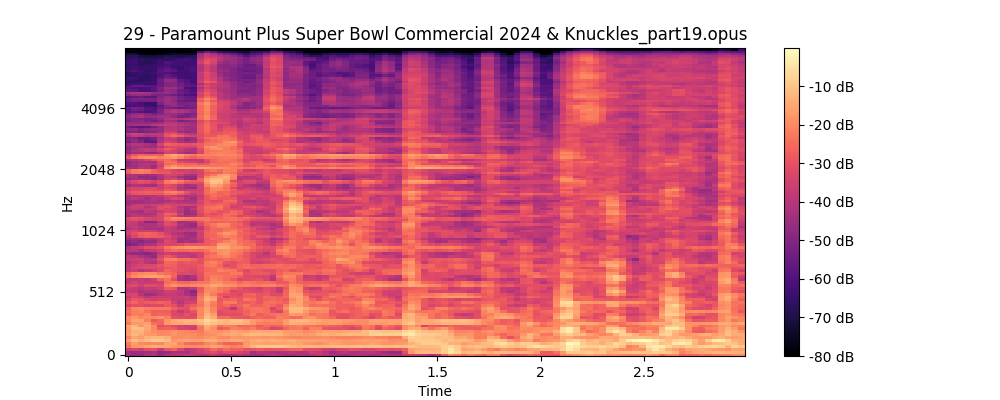 29 - Paramount Plus Super Bowl Commercial 2024 & Knuckles_part19.opus
Hz
4096
2048
1024
512
0
0
0.5
1
1.5
2
2.5
Time
-10 dB
-20 dB
-30 dB
-40 dB
-50 dB
-60 dB
-70 dB
-80 dB